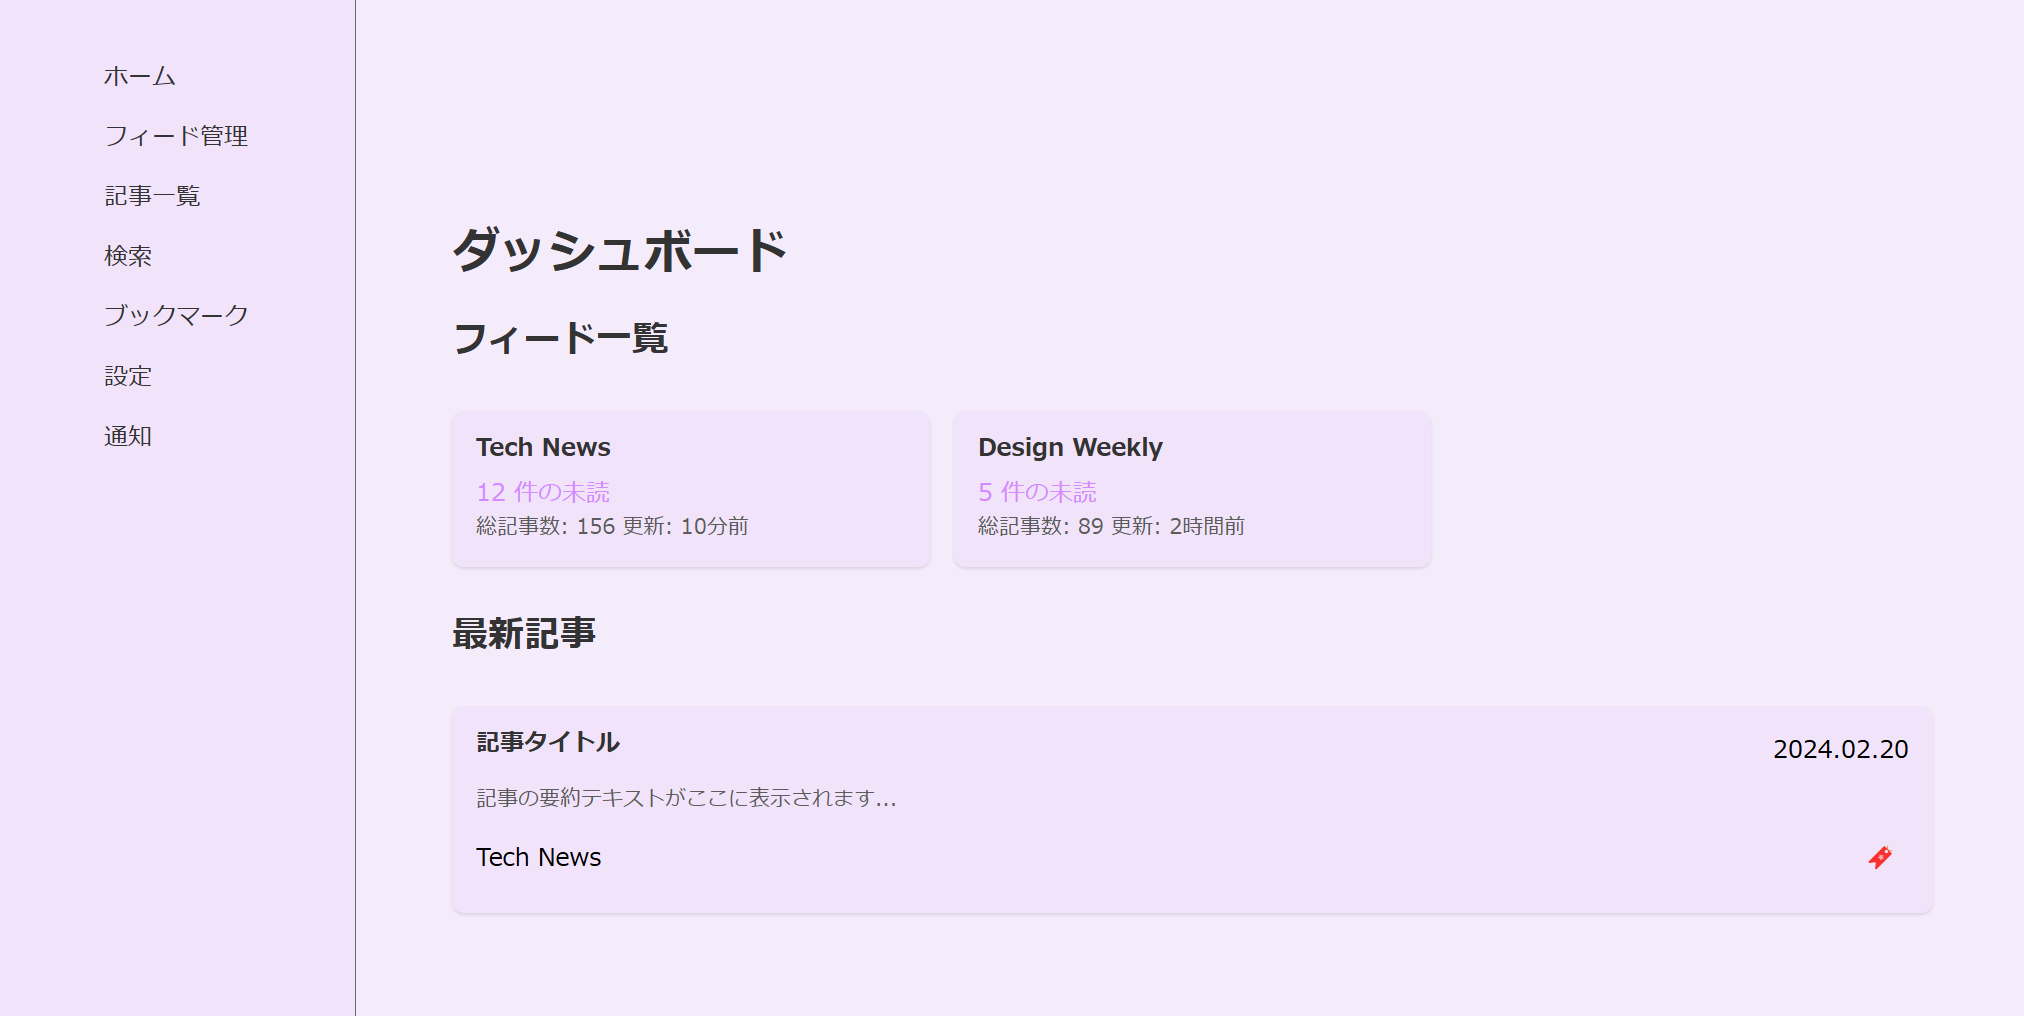 ホーム
フィード管理
記事一覧
検索
ブックマーク
設定
通知
ダッシュボード
フィード一覧
Tech News
12 件の未読
総記事数: 156 更新: 10分前
Design Weekly
5 件の未読
総記事数: 89 更新: 2時間前
最新記事
記事タイトル
2024.02.20
記事の要約テキストがここに表示されます...
Tech News